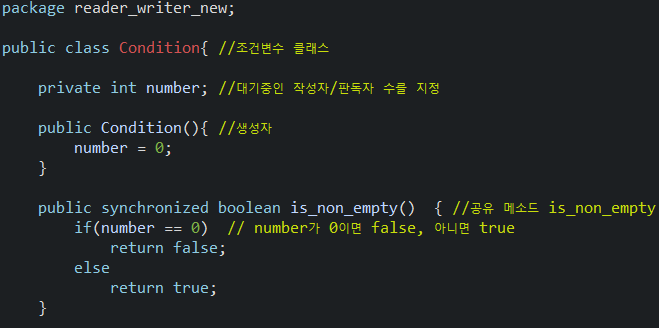 package reader_writer_new;
public class Condition{ //조건변수 클래스
private int number; //대기중인 작성자/판독자 수를 지정
public Condition(){ //생성자
number = 0;
}
public synchronized boolean is_non_empty()  { //공유 메소드 is_non_empty
if(number == 0)  // number가 0이면 false, 아니면 true
return false;
else
return true;
}